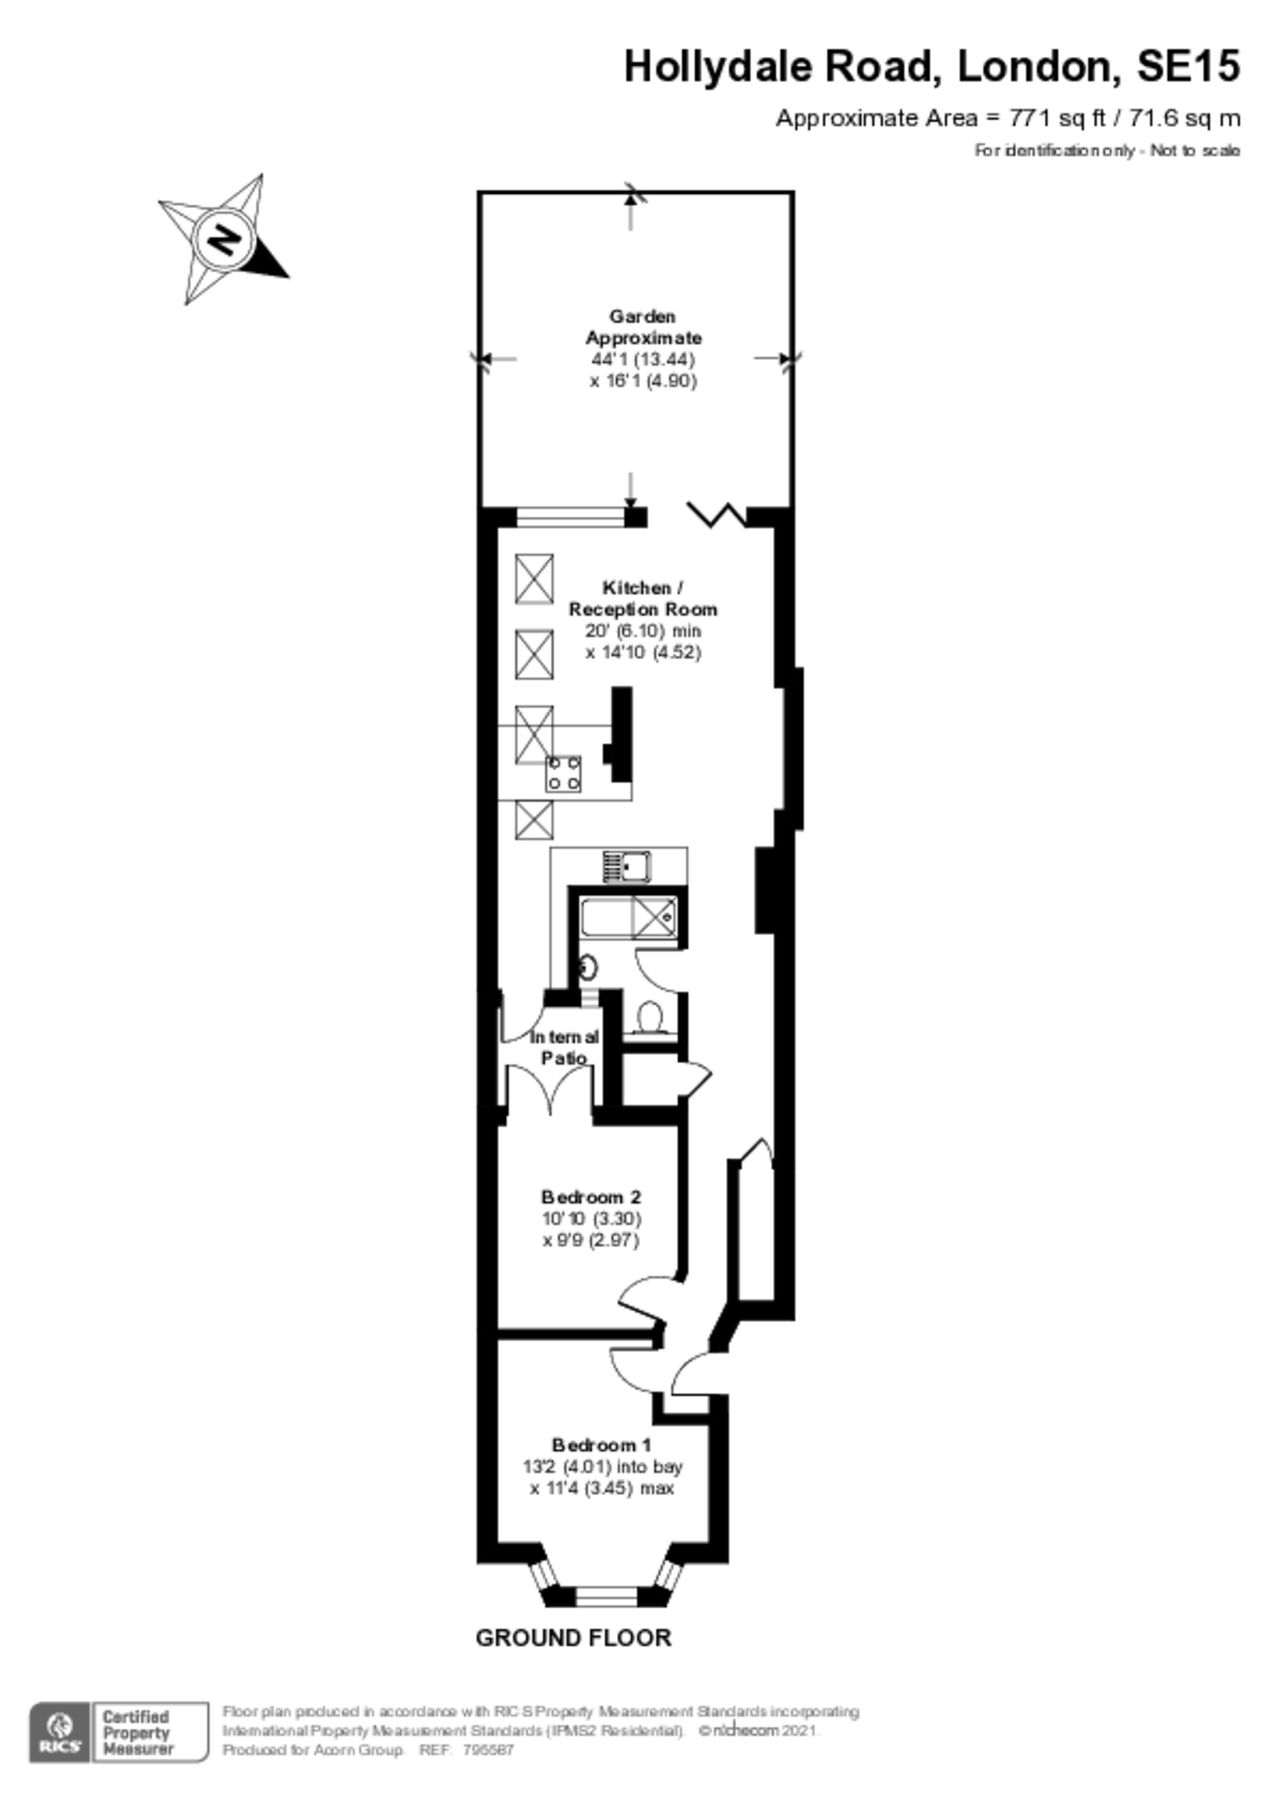 Hollydale Road, London, SE15
Approximate Area = 771 sq ft / 71.6 sq m
For identification only - Not to scale
N
Garden
Approximate
44'1 (13.44)
x 16'1 (4.90)
Kitchen /
Reception Room
20' (6.10) min
x 14'10 (4.52)
Internal
Patio
Bedroom 2
10'10 (3.30)
x 9'9 (2.97)
Bedroom 1
13'2 (4.01) into bay
x 11'4 (3.45) max
GROUND FLOOR
RICS
Certified
Property
Measurer
Floor plan produced in accordance with RICS Property Measurement Standards incorporating
International Property Measurement Standards (IPMS2 Residential). © nichecom 2021.
Produced for Acorn Group. REF: 795587